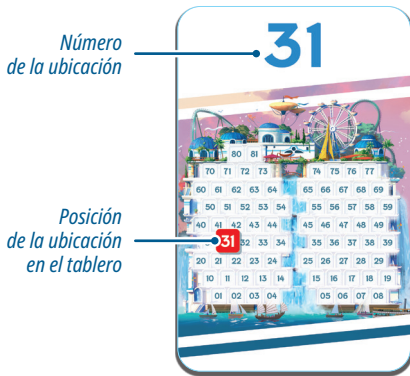 31
Número
de la ubicación
80 81
70 71 72 73 74 75 76 77
60 61 62 63 64 65 66 67 68 69
50 51 52 53 54 55 56 57 58 59
40 41 42 43 44 45 46 47 48 49
Posición
de la ubicación
en el tablero
31 32 33 34 35 36 37 38 39
20 21 22 23 24 25 26 27 28 29
10 11 12 13 14 15 16 17 18 19
01 02 03 04 05 06 07 08